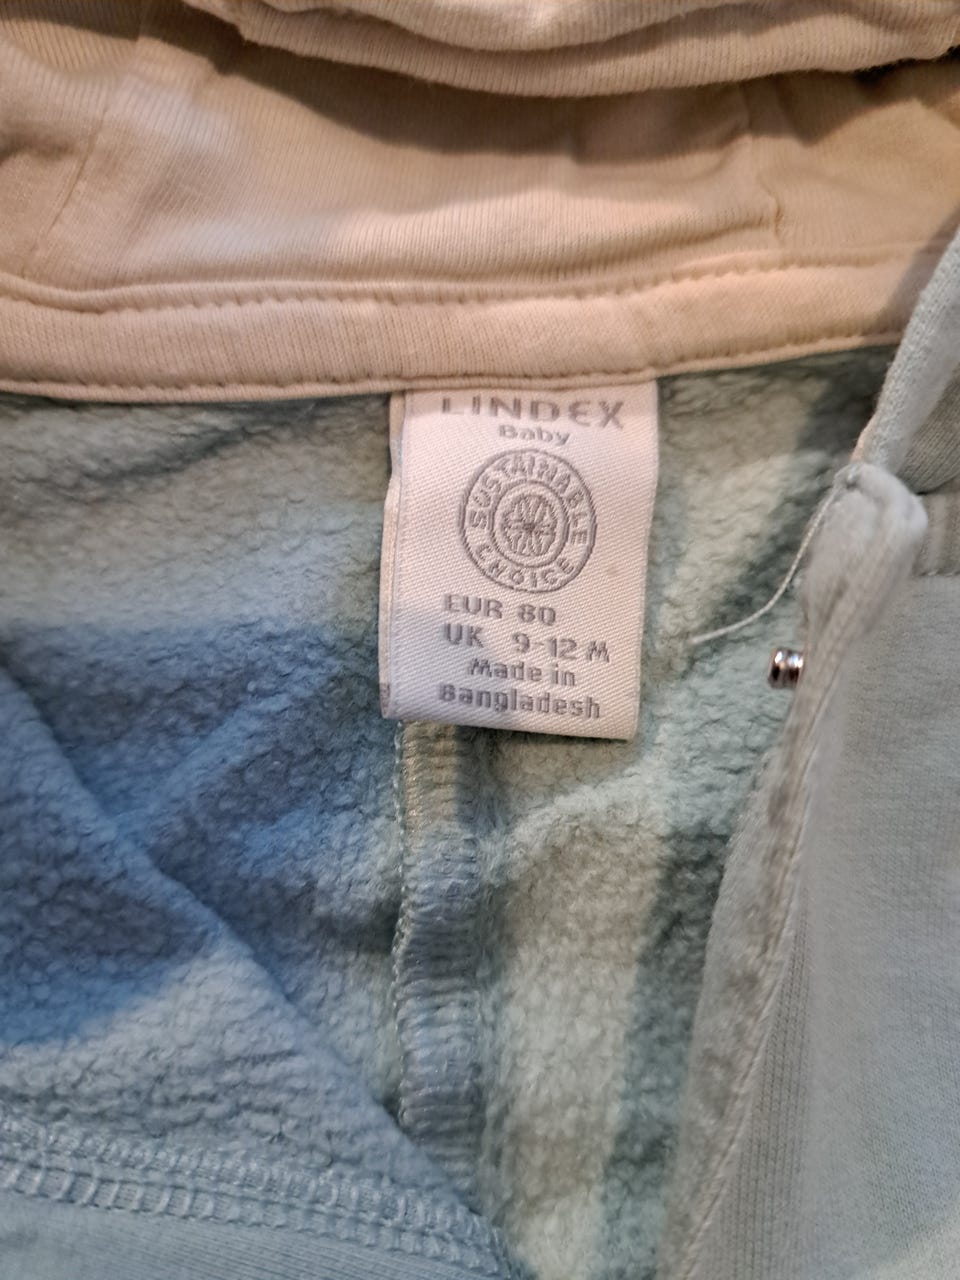 LINDEX
Baby
SUSTAINABLE
CHOICE
EUR 80
UK 9-12 M
Made in
Bangladesh